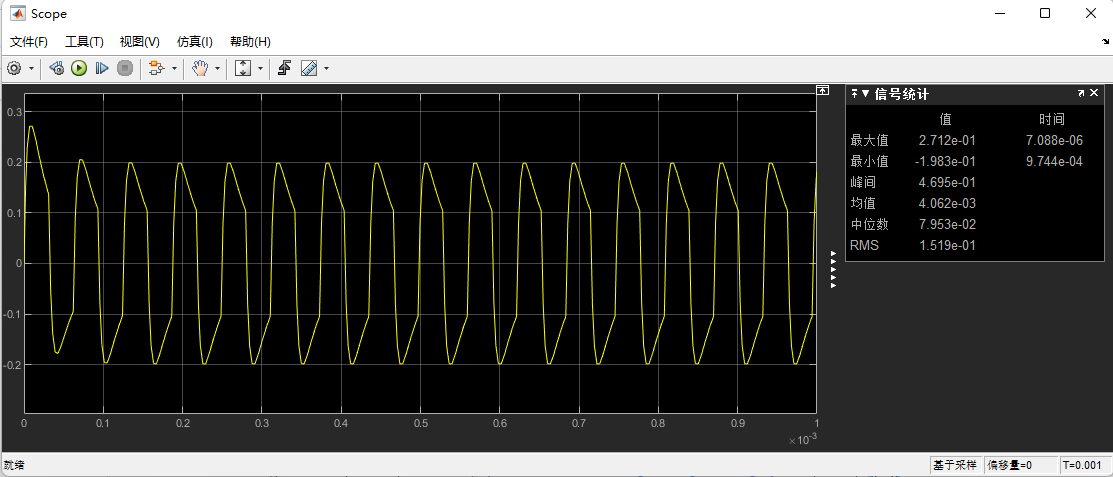 Scope
文件(F) 工具(T) 视图(V) 仿真(I) 帮助(H)
信号统计
值 时间
最大值 2.712e-01 7.088e-06
最小值 -1.983e-01 9.744e-04
峰间 4.695e-01
均值 4.062e-03
中位数 7.953e-02
RMS 1.519e-01
0.3
0.2
0.1
0
-0.1
-0.2
0 0.1 0.2 0.3 0.4 0.5 0.6 0.7 0.8 0.9 1
×10-3
就绪 基于采样 偏移量=0 T=0.001